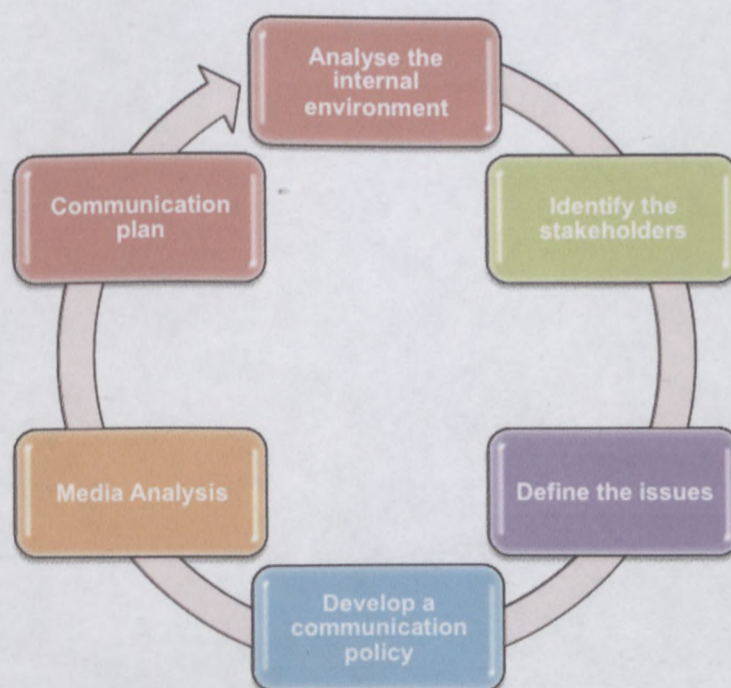 Analyse the
internal
environment
Identify the
stakeholders
Define the issues
Develop a
communication
policy
Media Analysis
Communication
plan